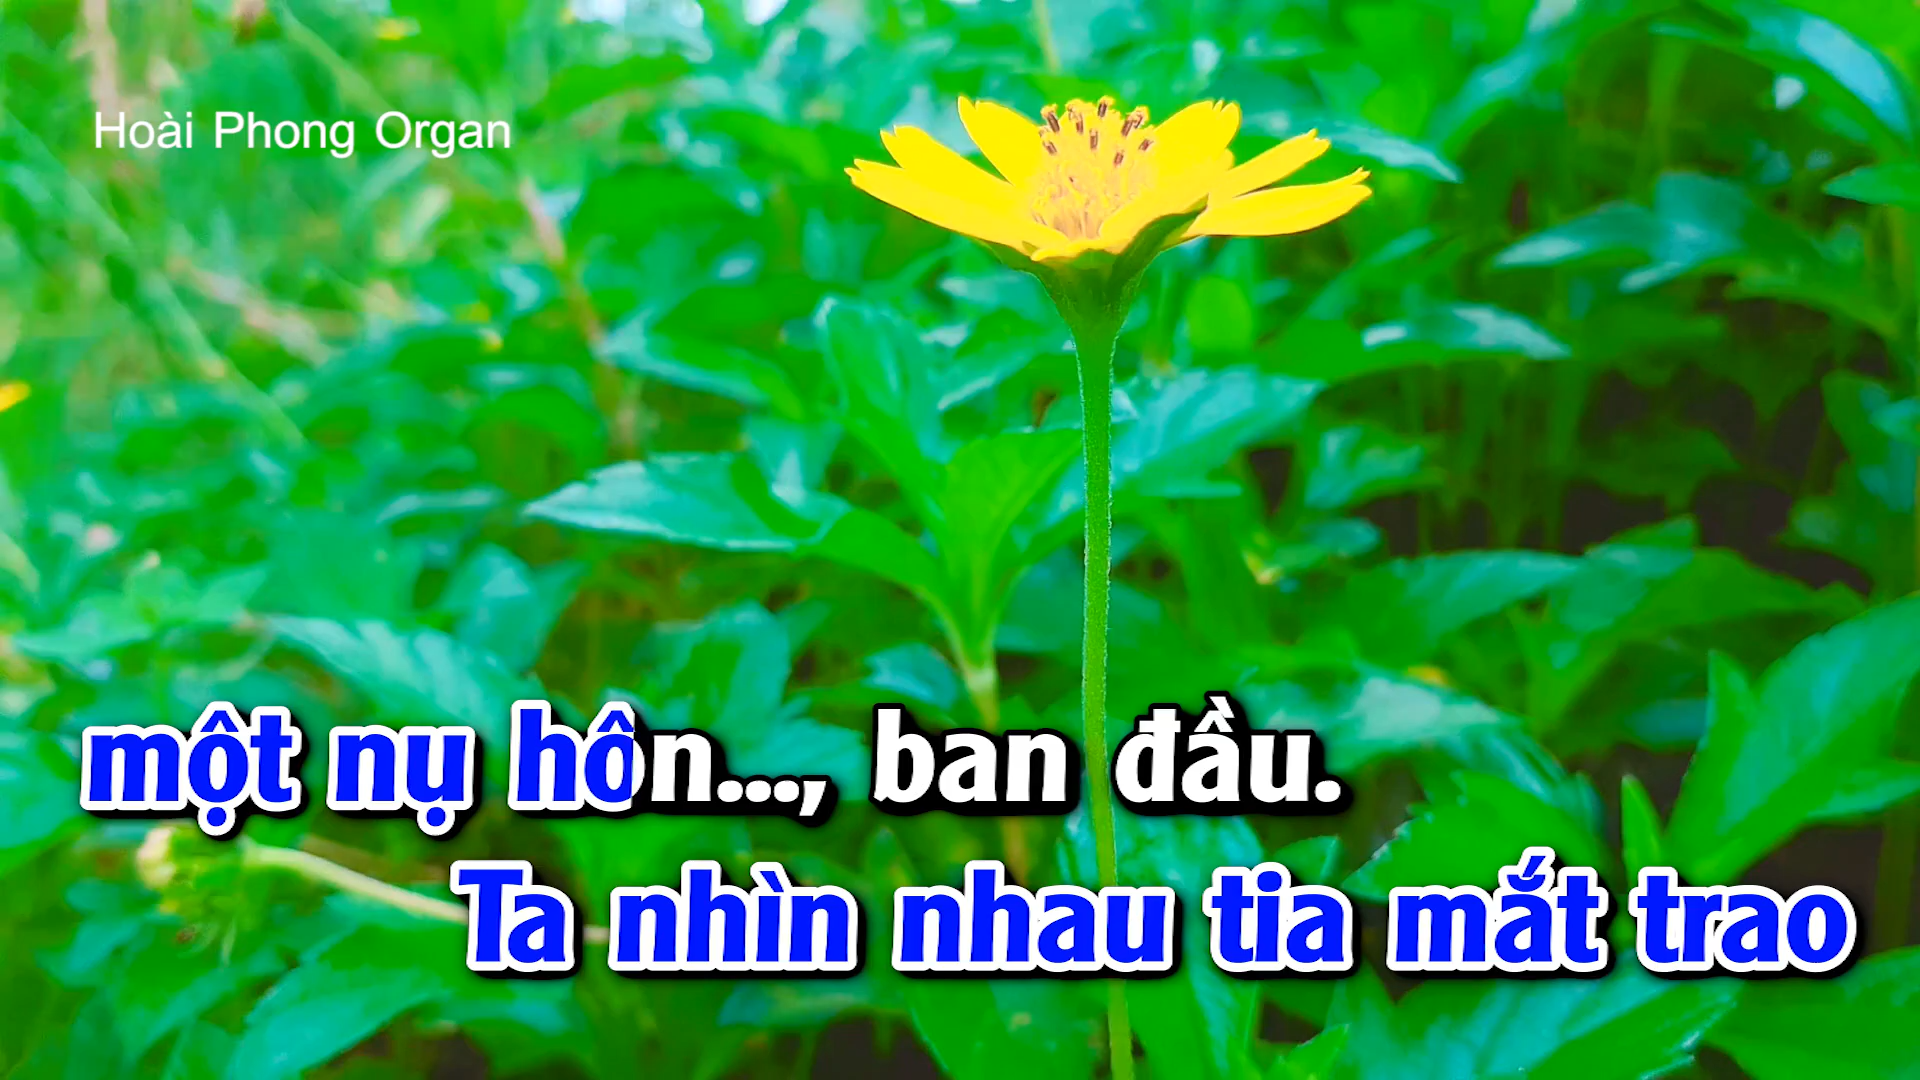 Hoài Phong Organ
một nụ hôn..., ban đầu.
Ta nhìn nhau tia mắt trao